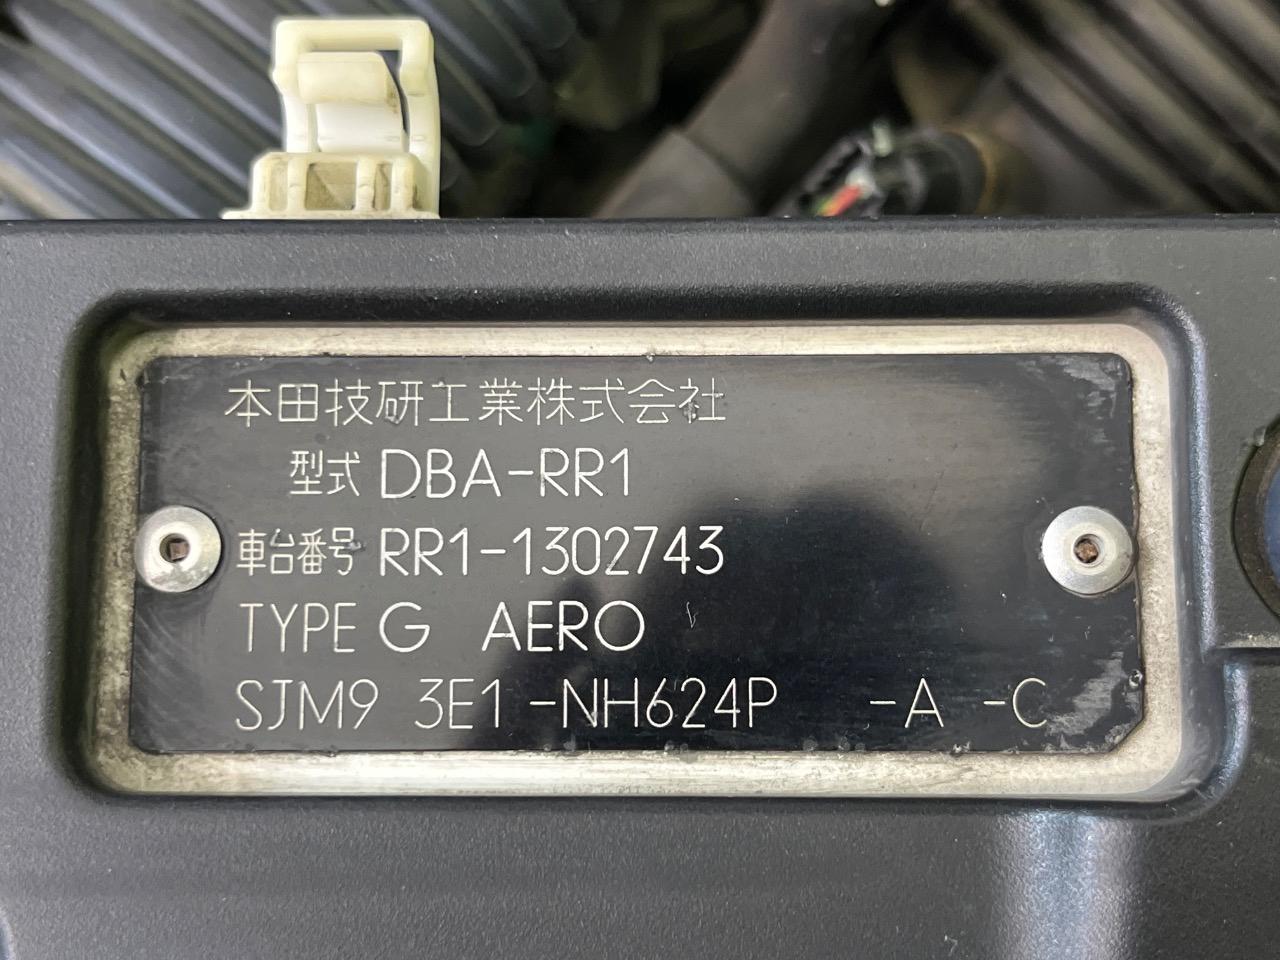 本田技研工業株式会社
型式 DBA-RR1
車台番号 RR1-1302743
TYPE G AERO
SJM9 3E1 -NH624P -A -C